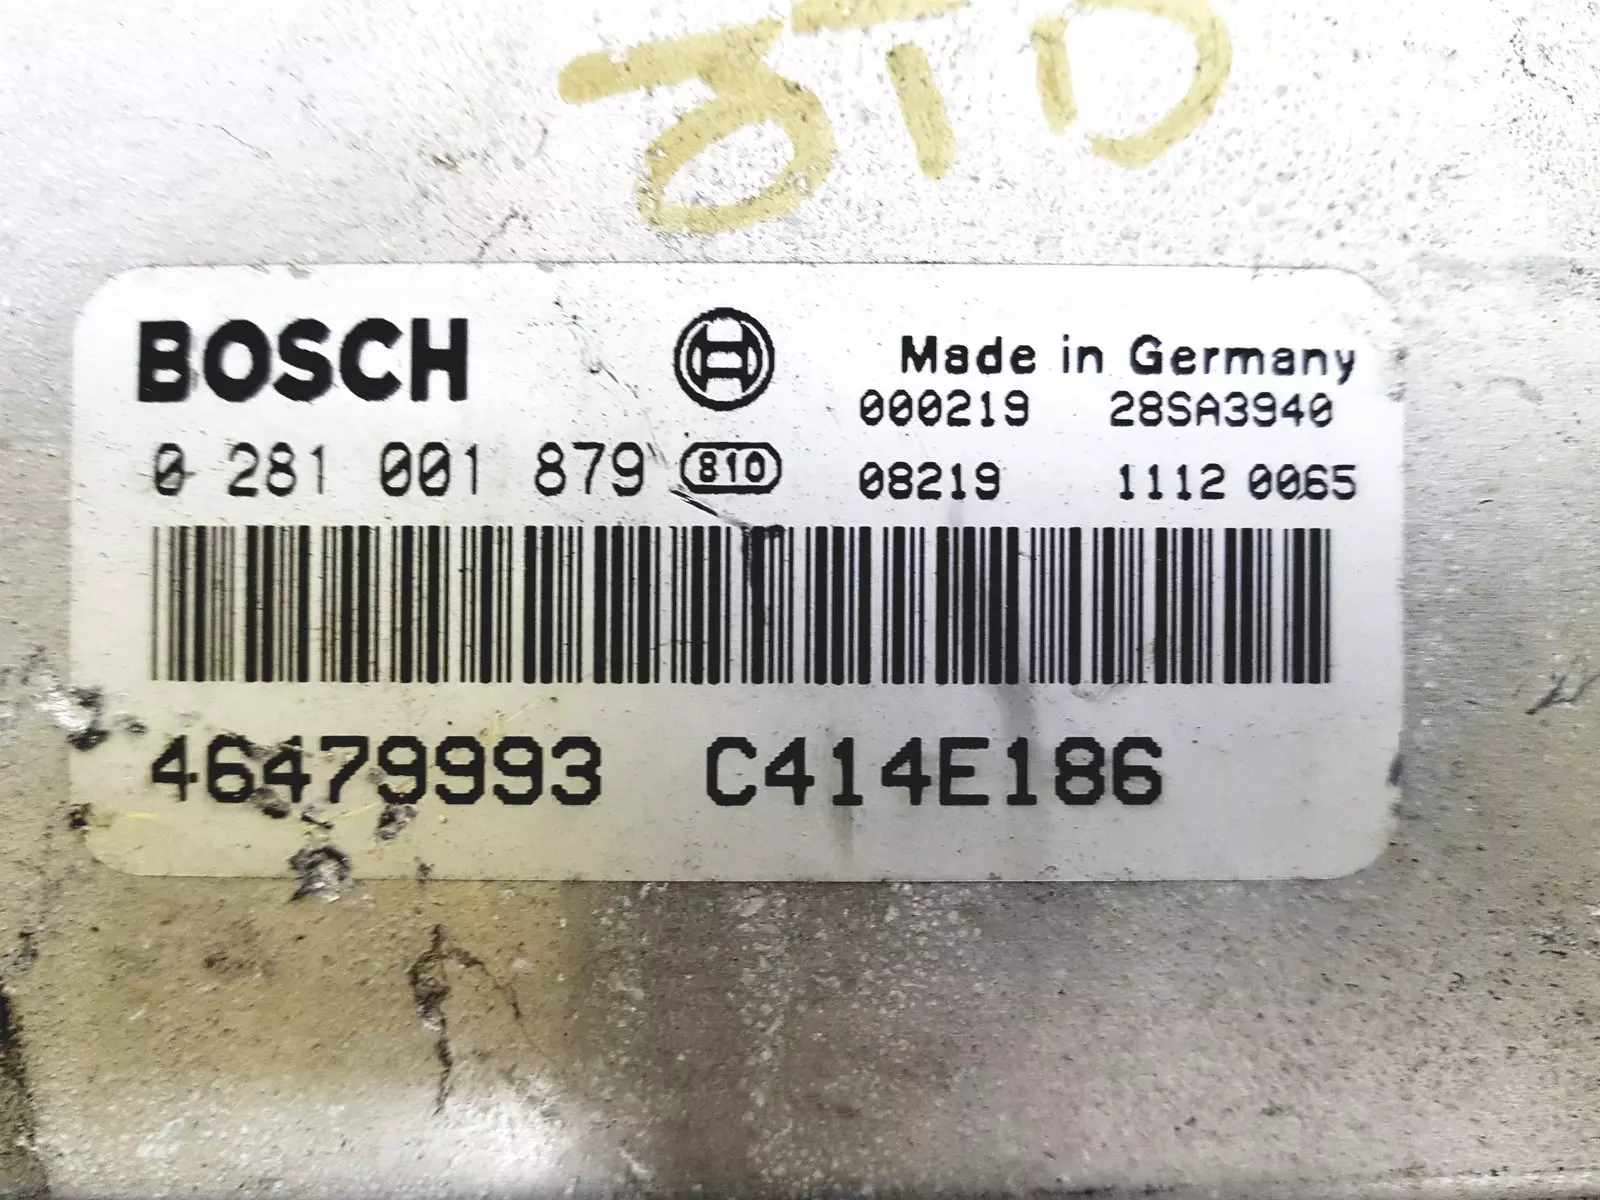 JTD
BOSCH
Made in Germany
000219 28SA3940
0 281 001 879 810 08219 1112 0065
46479993 C414E186